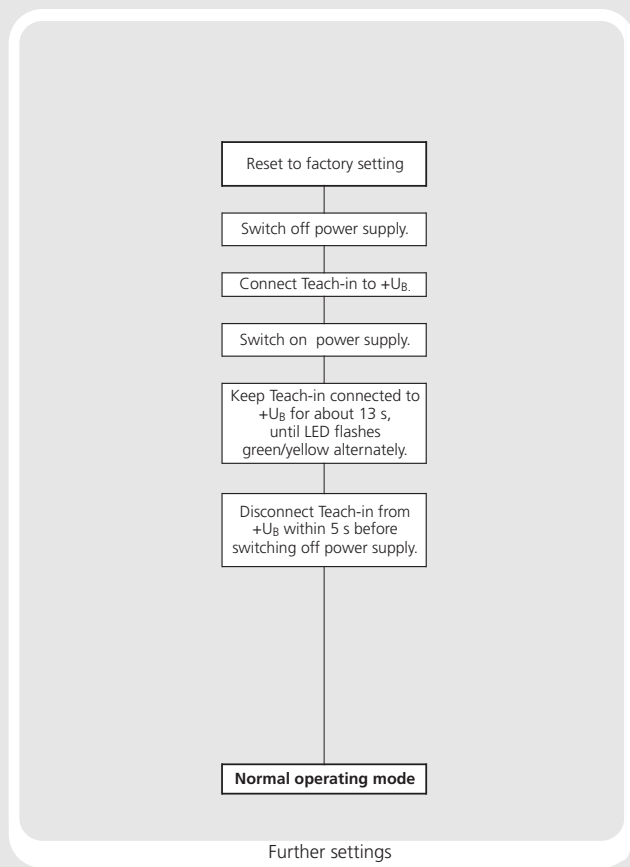 Reset to factory setting
Switch off power supply.
Connect Teach-in to +UB.
Switch on  power supply.
Keep Teach-in connected to
+UB for about 13 s,
until LED flashes
green/yellow alternately.
Disconnect Teach-in from
+UB within 5 s before
switching off power supply.
Normal operating mode
Further settings